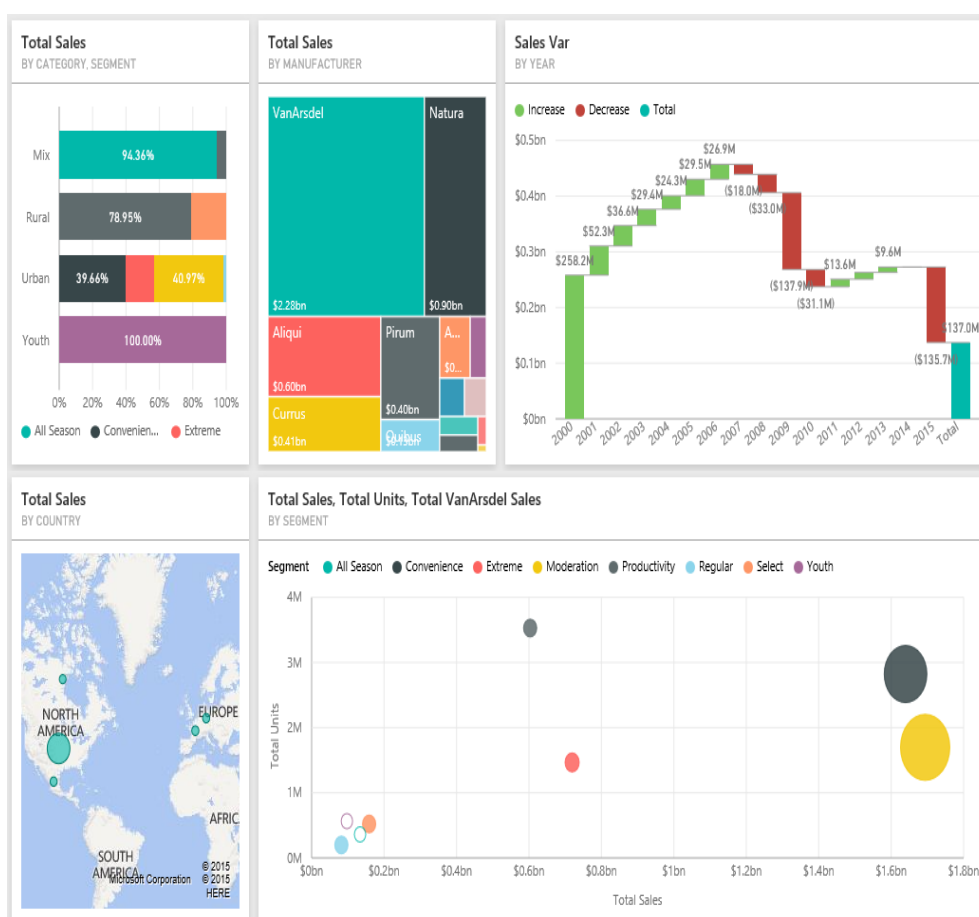 Total Sales
BY CATEGORY, SEGMENT
Mix
94.36%
Rural
78.95%
Urban
39.66%
40.97%
Youth
100.00%
0% 20% 40% 60% 80% 100%
All Season Convenien... Extreme
Total Sales
BY MANUFACTURER
VanArsdel
$2.28bn
Natura
$0.90bn
Aliqui
$0.60bn
Pirum
$0.40bn
A...
$0...
Currus
$0.41bn
Quibus
Sales Var
BY YEAR
Increase Decrease Total
$0.5bn
$0.4bn
$0.3bn
$0.2bn
$0.1bn
$0bn
$258.2M
$52.3M
$36.6M
$29.4M
$24.3M
$29.5M
$26.9M
($18.0M)
($33.0M)
($137.9M)
($31.1M)
$13.6M
$9.6M
($135.7M)
$137.0M
2000 2001 2002 2003 2004 2005 2006 2007 2008 2009 2010 2011 2012 2013 2014 2015 Total
Total Sales
BY COUNTRY
NORTH
AMERICA
EUROPE
AFRIC
SOUTH
AMERICA
Microsoft Corporation
© 2015
© 2015
HERE
Total Sales, Total Units, Total VanArsdel Sales
BY SEGMENT
Segment All Season Convenience Extreme Moderation Productivity Regular Select Youth
Total Units
4M
3M
2M
1M
0M
$0bn $0.2bn $0.4bn $0.6bn $0.8bn $1bn $1.2bn $1.4bn $1.6bn $1.8bn
Total Sales